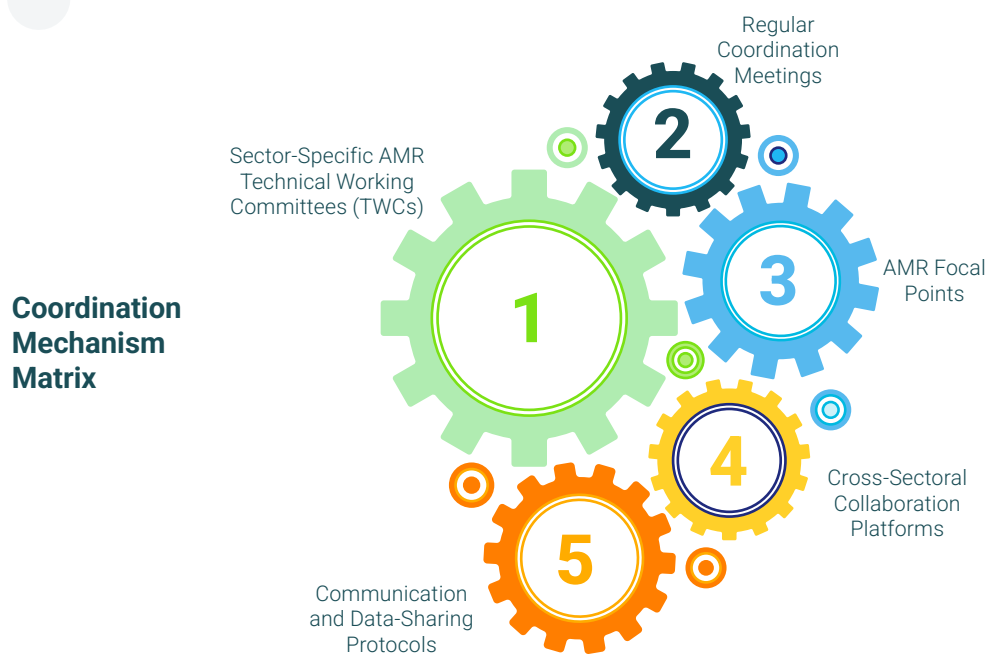 Coordination
Mechanism
Matrix
Sector-Specific AMR
Technical Working
Committees (TWCs)
1
Regular
Coordination
Meetings
2
3
AMR Focal
Points
4
Cross-Sectoral
Collaboration
Platforms
5
Communication
and Data-Sharing
Protocols